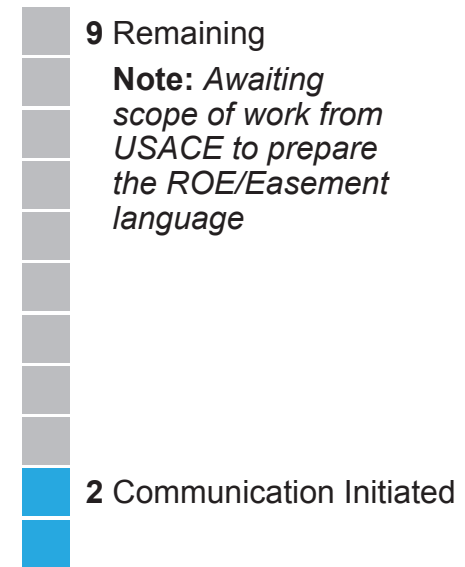 9 Remaining
Note: Awaiting
scope of work from
USACE to prepare
the ROE/Easement
language
2 Communication Initiated